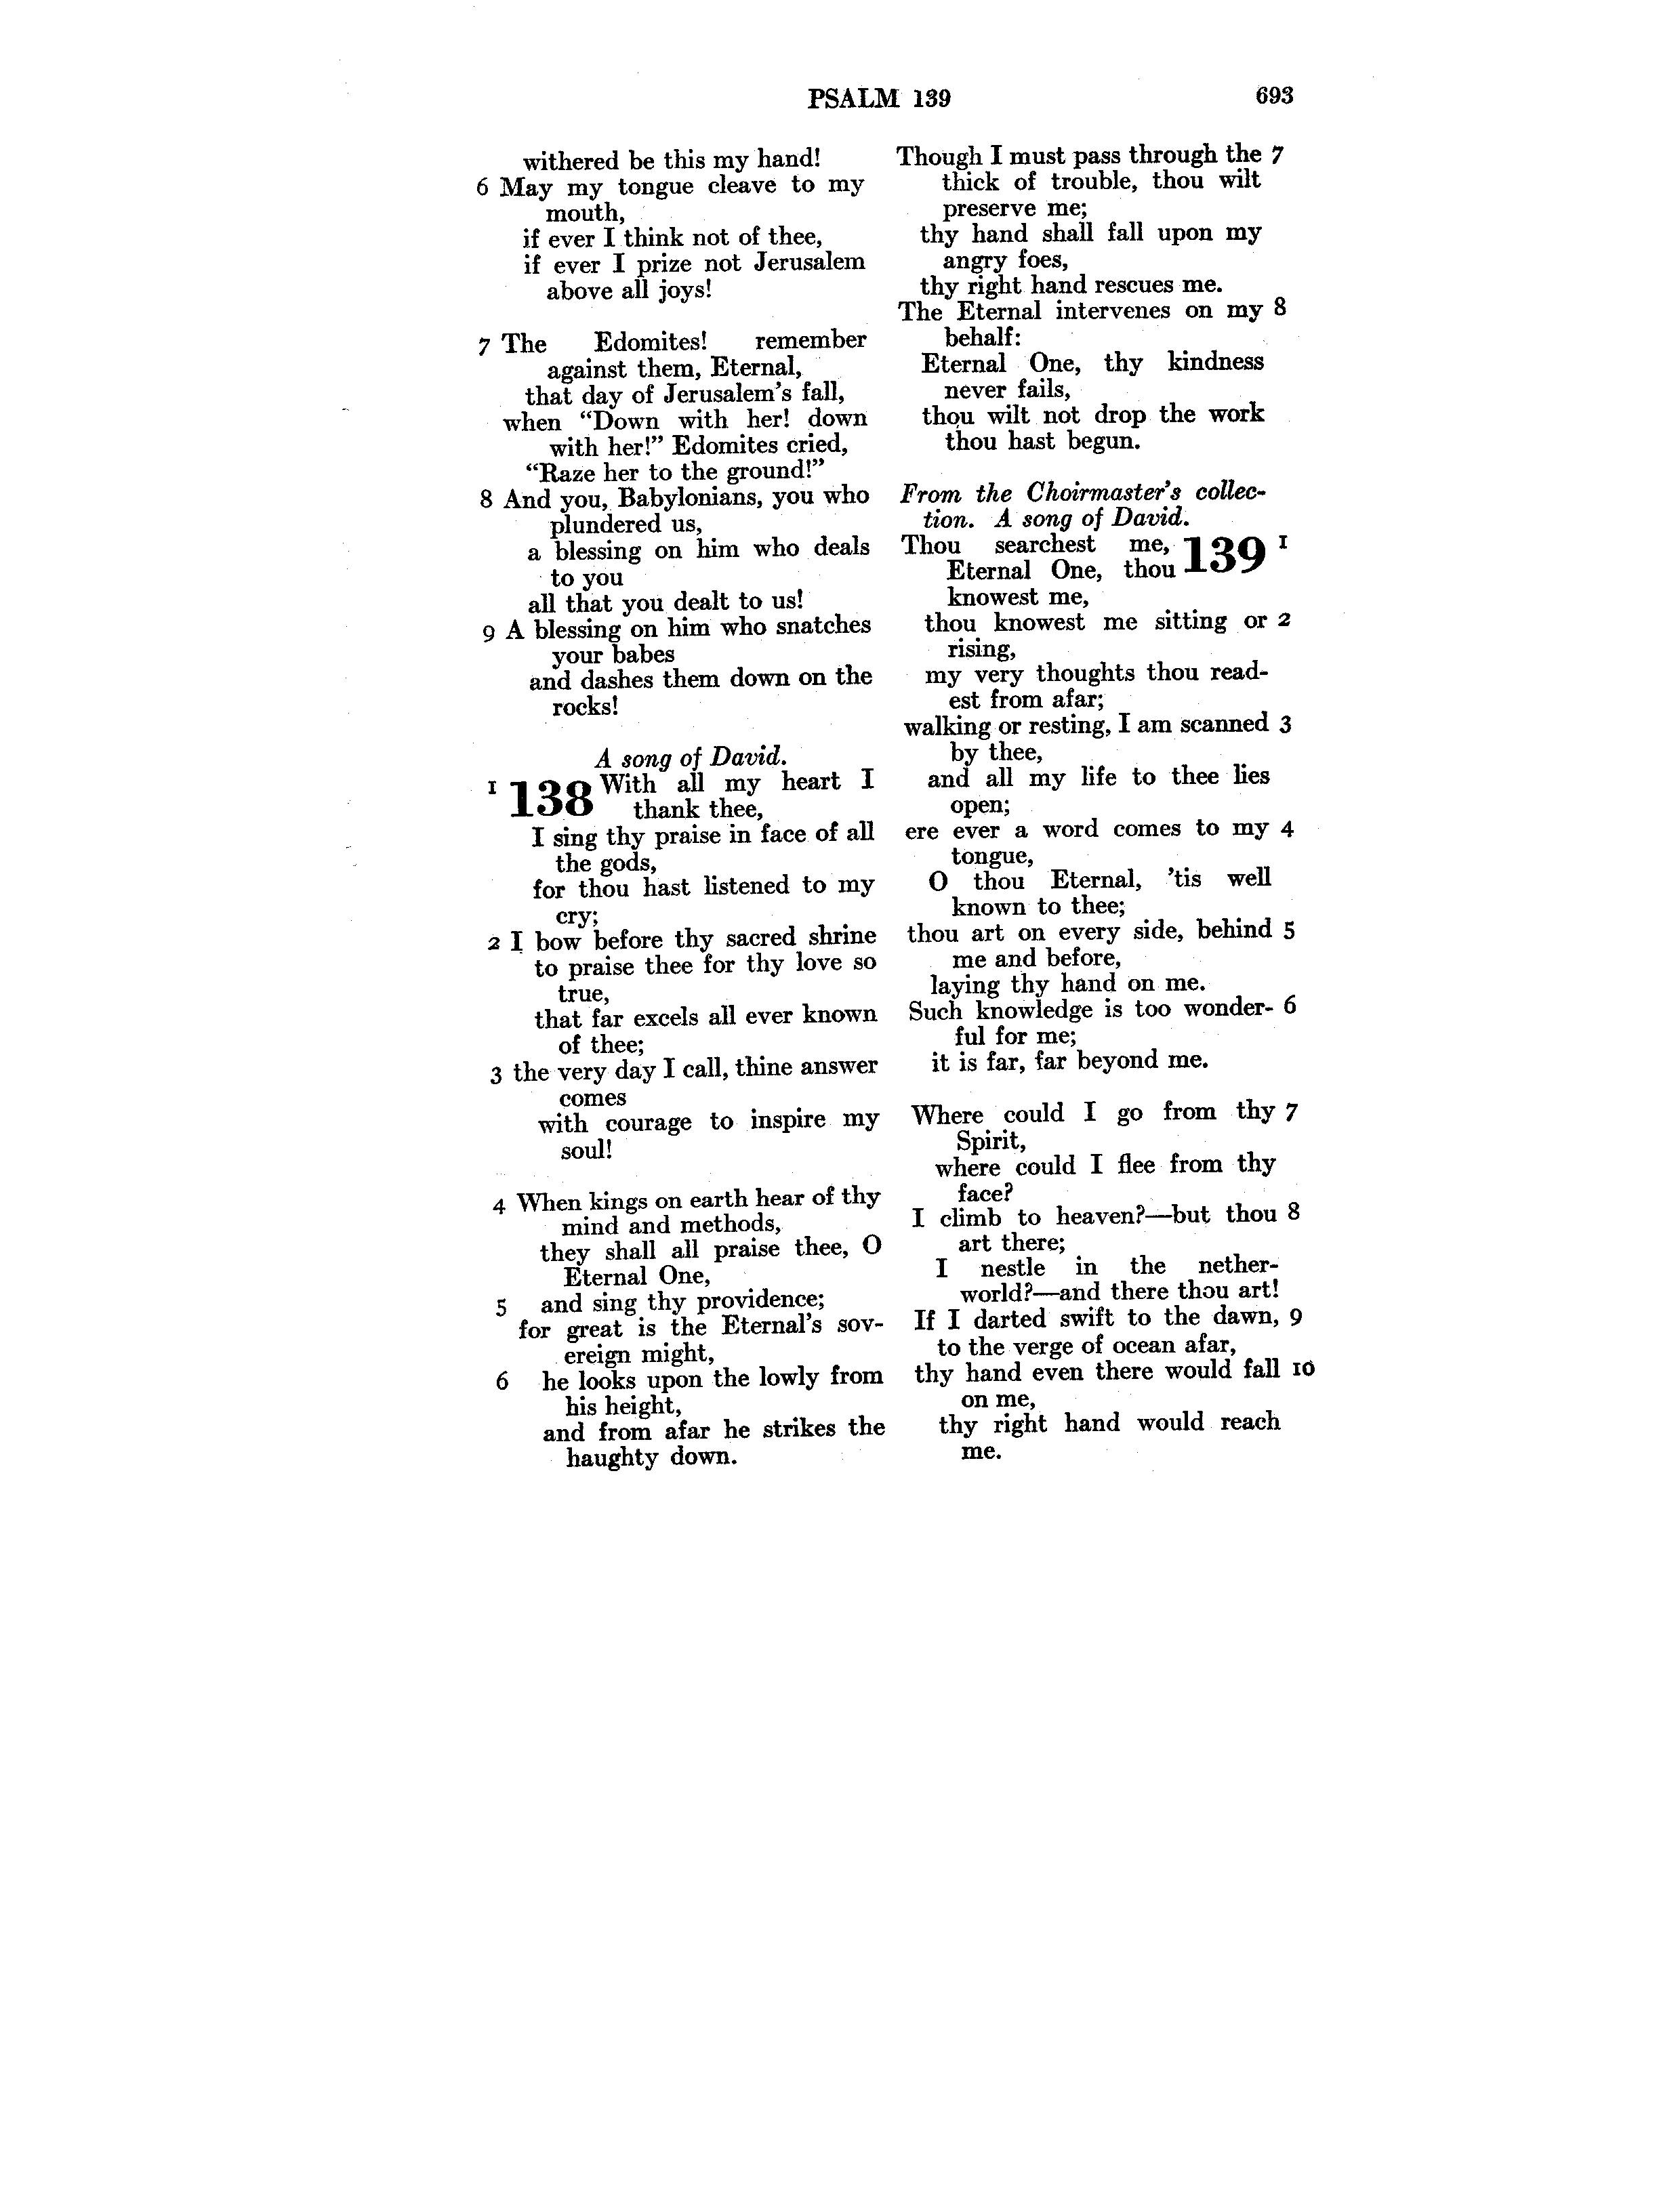 PSALM 139 693
withered be this my hand!
6 May my tongue cleave to my
mouth,
if ever I think not of thee,
if ever I prize not Jerusalem
above all joys!
7 The Edomites! remember
against them, Eternal,
that day of Jerusalem's fall,
when “Down with her! down
with her!” Edomites cried,
“Raze her to the ground!”
8 And you, Babylonians, you who
plundered us,
a blessing on him who deals
to you
all that you dealt to us!
9 A blessing on him who snatches
your babes
and dashes them down on the
rocks!
A song of David.
1 138 With all my heart I
thank thee,
I sing thy praise in face of all
the gods,
for thou hast listened to my
cry;
2 I bow before thy sacred shrine
to praise thee for thy love so
true,
that far excels all ever known
of thee;
3 the very day I call, thine answer
comes
with courage to inspire my
soul!
4 When kings on earth hear of thy
mind and methods,
they shall all praise thee, O
Eternal One,
5 and sing thy providence;
for great is the Eternal's sov-
ereign might,
6 he looks upon the lowly from
his height,
and from afar he strikes the
haughty down.
Though I must pass through the 7
thick of trouble, thou wilt
preserve me;
thy hand shall fall upon my
angry foes,
thy right hand rescues me.
The Eternal intervenes on my 8
behalf:
Eternal One, thy kindness
never fails,
thou wilt not drop the work
thou hast begun.
From the Choirmaster's collec-
tion. A song of David.
Thou searchest me, 139 1
Eternal One, thou
knowest me,
thou knowest me sitting or 2
rising,
my very thoughts thou read-
est from afar;
walking or resting, I am scanned 3
by thee,
and all my life to thee lies
open;
ere ever a word comes to my 4
tongue,
O thou Eternal, ’tis well
known to thee;
thou art on every side, behind 5
me and before,
laying thy hand on me.
Such knowledge is too wonder- 6
ful for me;
it is far, far beyond me.
Where could I go from thy 7
Spirit,
where could I flee from thy
face?
I climb to heaven?—but thou 8
art there;
I nestle in the nether-
world?—and there thou art!
If I darted swift to the dawn, 9
to the verge of ocean afar,
thy hand even there would fall 10
on me,
thy right hand would reach
me.